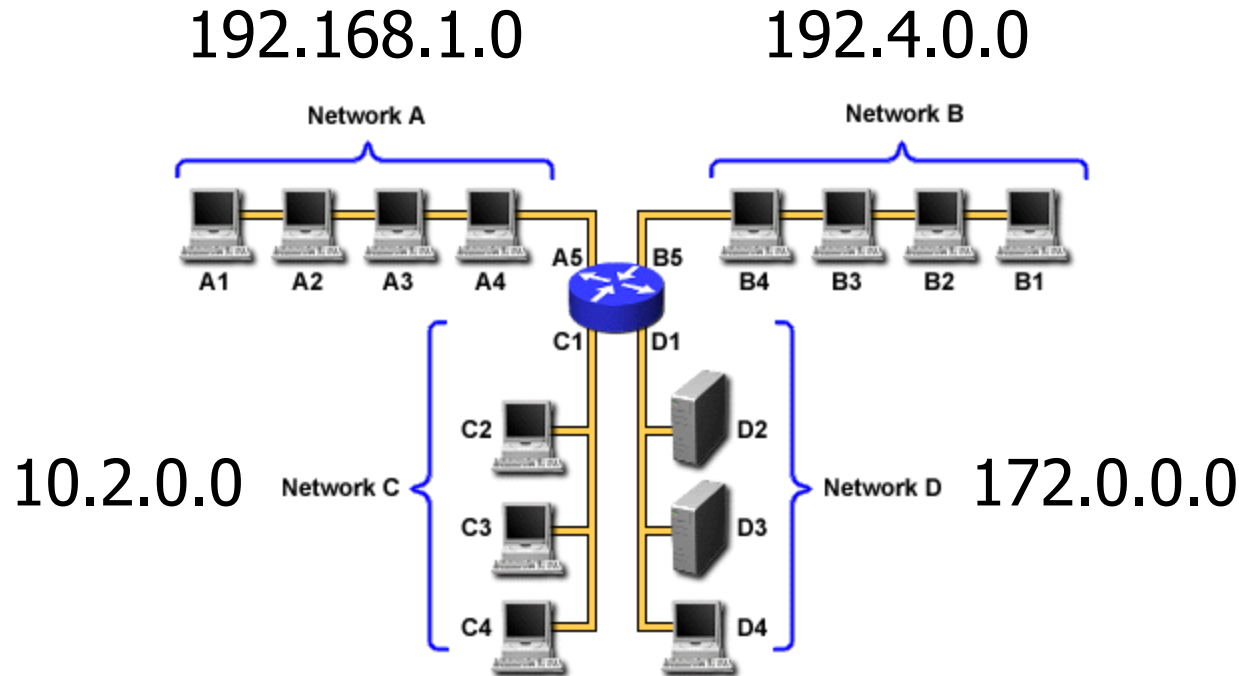 192.168.1.0 192.4.0.0
Network A Network B
A5 B5
A1 A2 A3 A4 B4 B3 B2 B1
C1 D1
C2 D2
10.2.0.0 Network C Network D 172.0.0.0
C3 D3
C4 D4